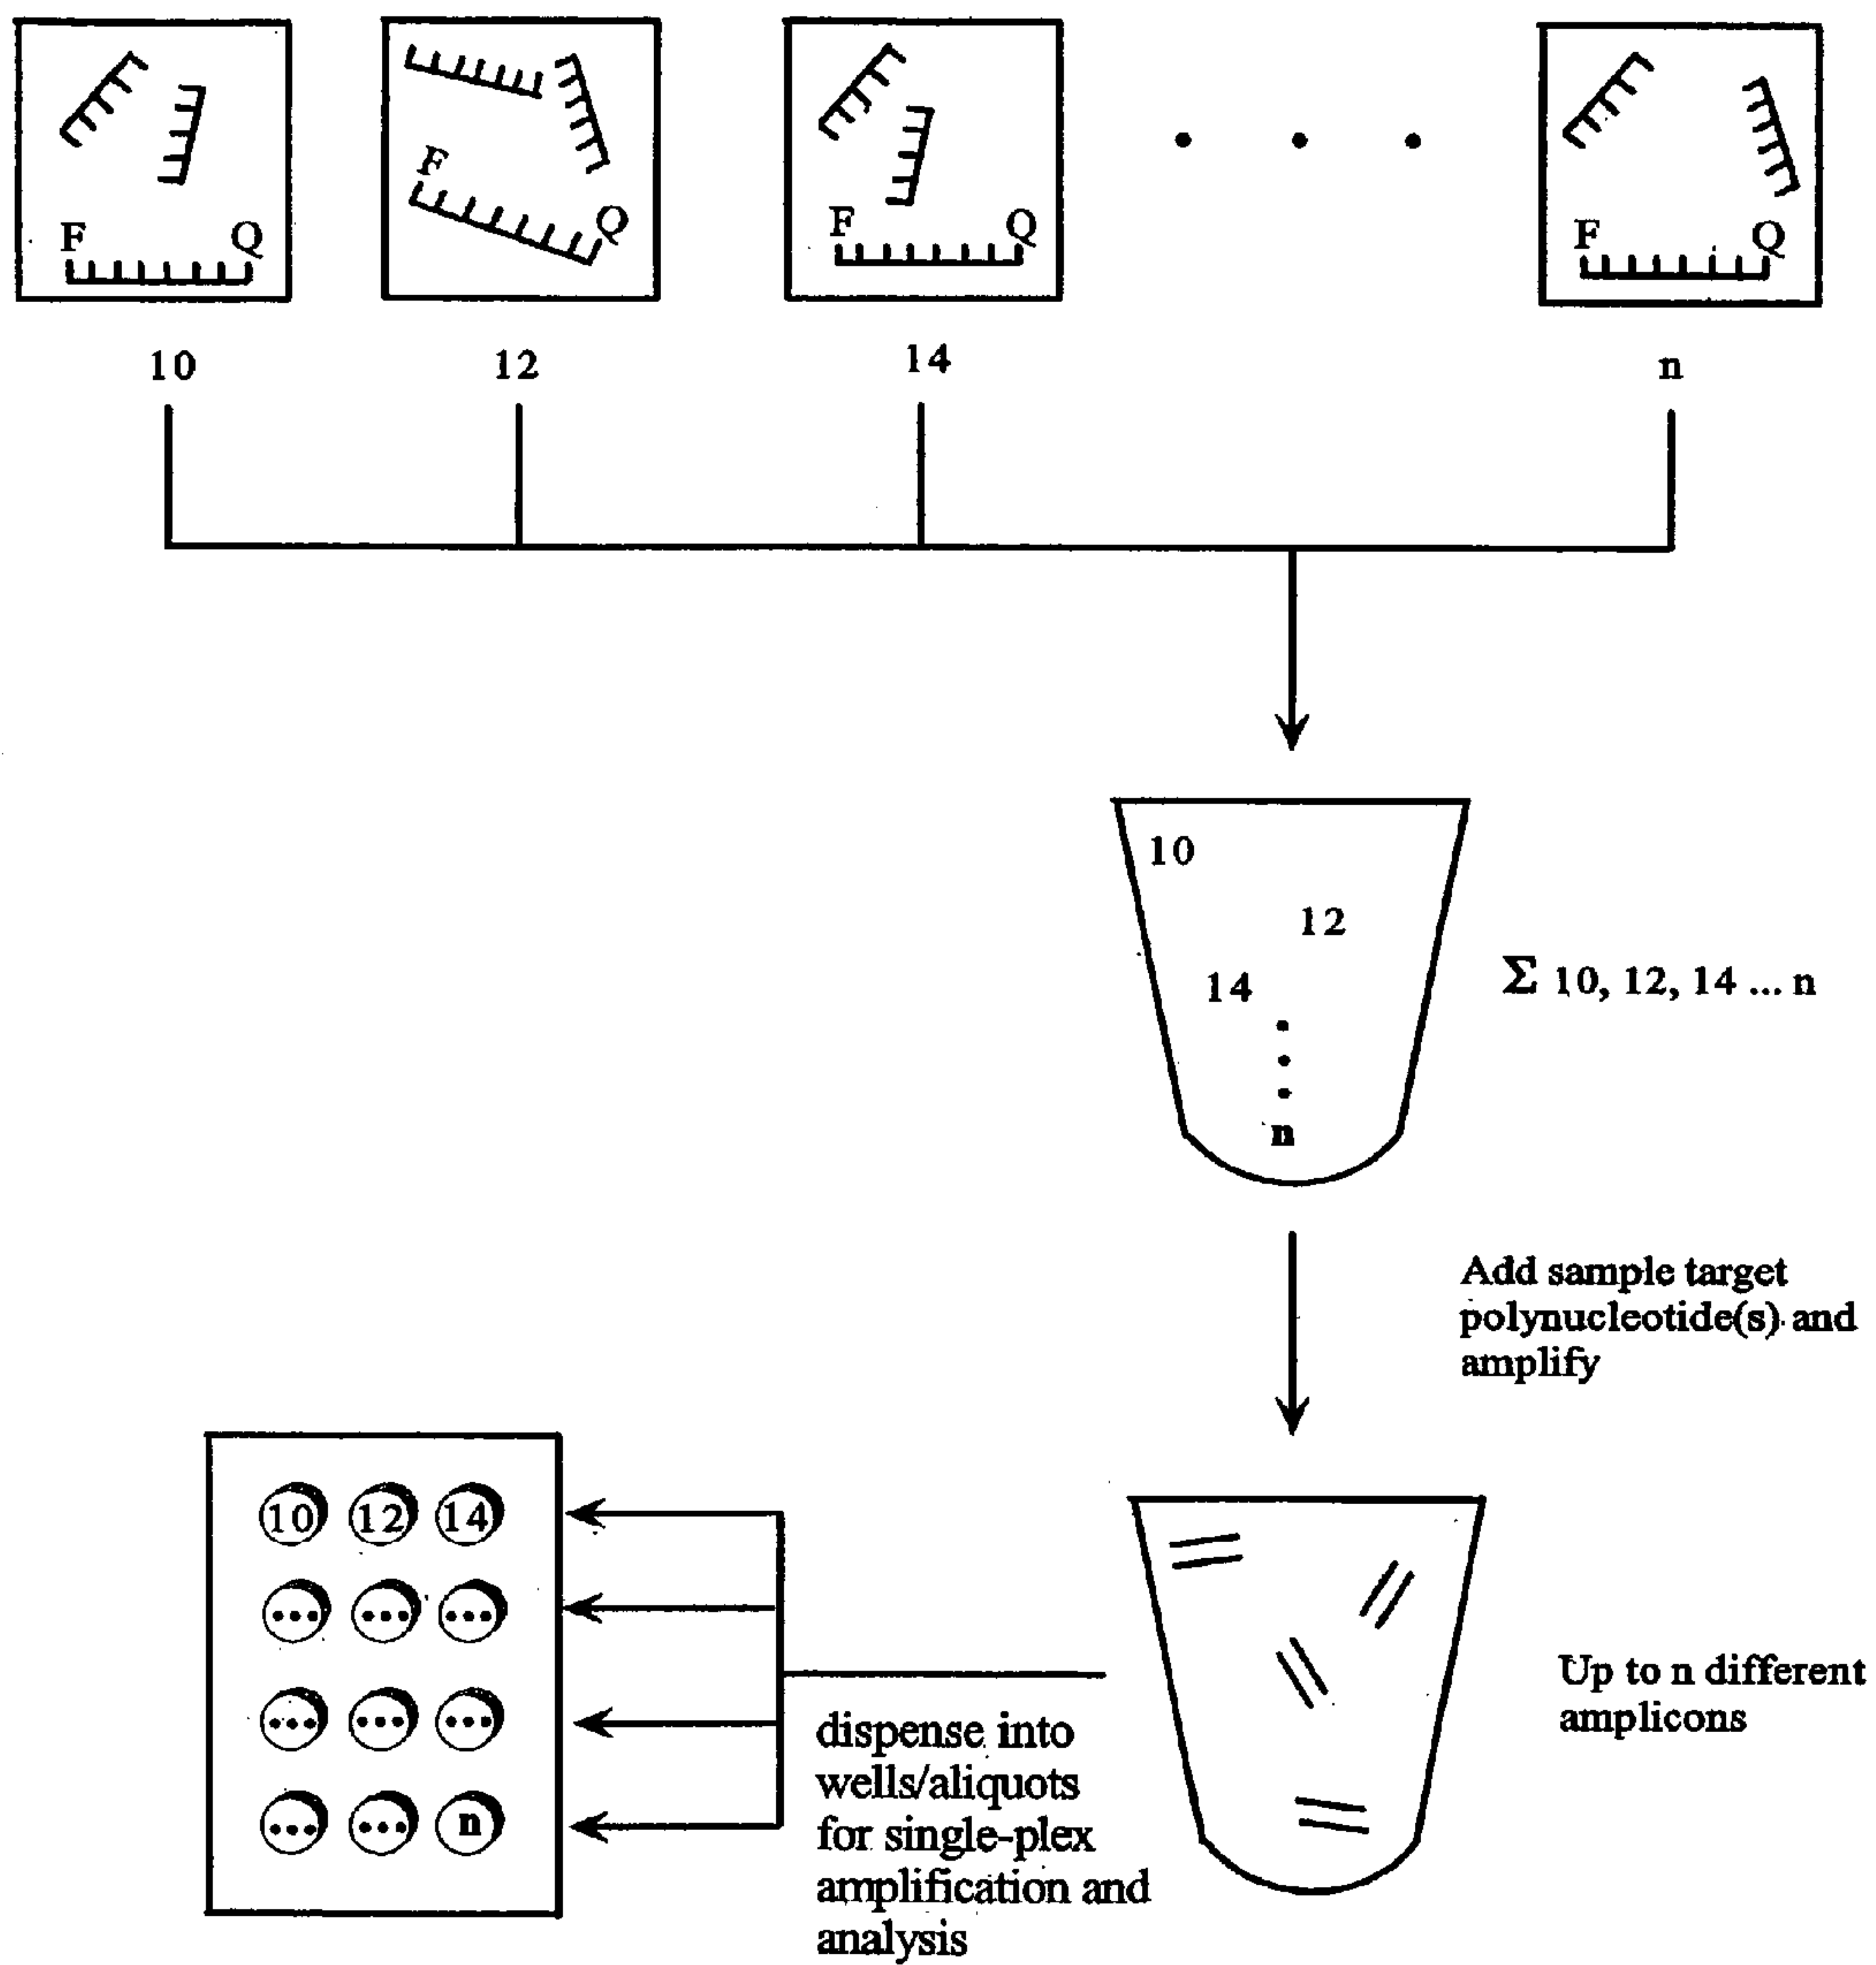 F Q
F Q
F Q
F Q
10
12
14
n
10
12
14
n
Σ 10, 12, 14 ... n
Add sample target
polynucleotide(s) and
amplify
10 12 14
n
dispense into
wells/aliquots
for single-plex
amplification and
analysis
Up to n different
amplicons